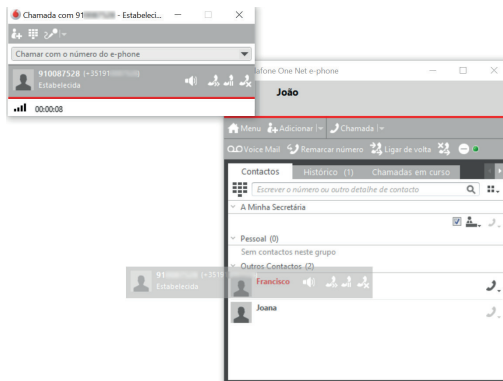 Chamada com 91 - Estabeleci...
Chamar com o número do e-phone
910087528 (+35191
Estabelecida
00:00:08
dafone One Net e-phone
João
Menu Adicionar Chamada
Voice Mail Remarcar número Ligar de volta
Contactos Histórico (1) Chamadas em curso
Escrever o número ou outro detalhe de contacto
A Minha Secretária
Pessoal (0)
Sem contactos neste grupo
Outros Contactos (2)
91 (+3519
Estabelecida
Francisco
Joana